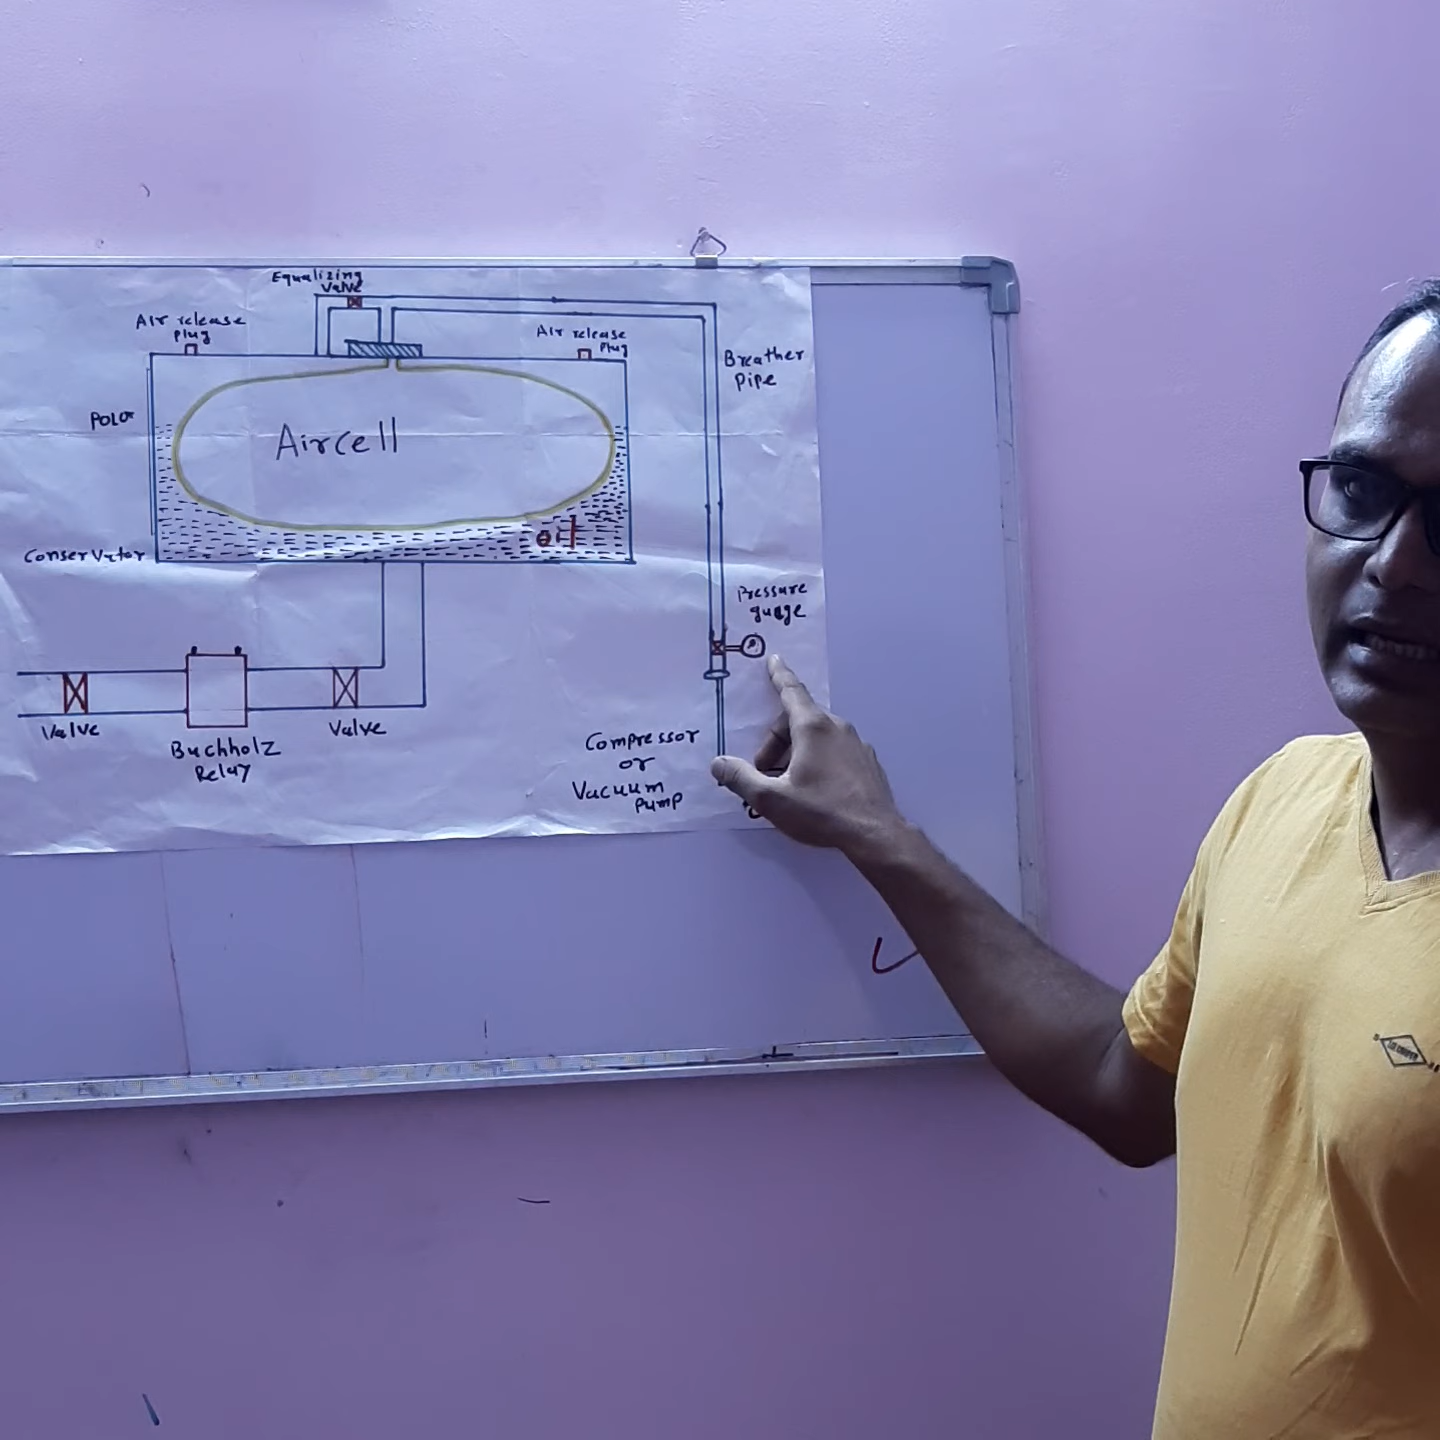 Equalizing
Valve
Air release
plug
Air release
plug
Breather
pipe
Aircell
oil
Conservator
Pressure
guage
Valve
Buchholz
Relay
Valve
Compressor
or
Vacuum
pump